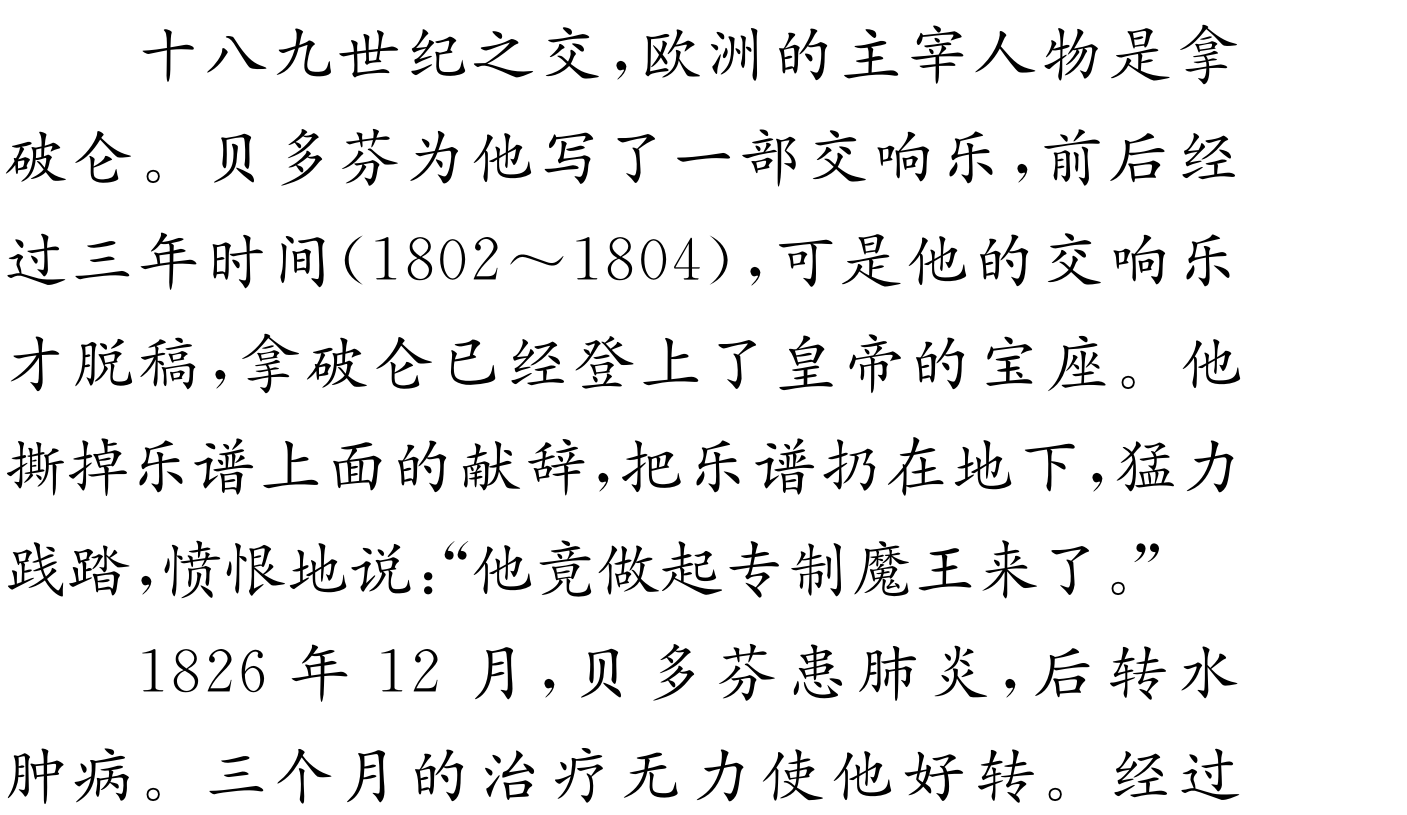 十八九世纪之交,欧洲的主宰人物是拿
破仑。贝多芬为他写了一部交响乐,前后经
过三年时间(1802～1804),可是他的交响乐
才脱稿,拿破仑已经登上了皇帝的宝座。他
撕掉乐谱上面的献辞,把乐谱扔在地下,猛力
践踏,愤恨地说:“他竟做起专制魔王来了。”
1826 年 12 月,贝多芬患肺炎,后转水
肿病。三个月的治疗无力使他好转。经过